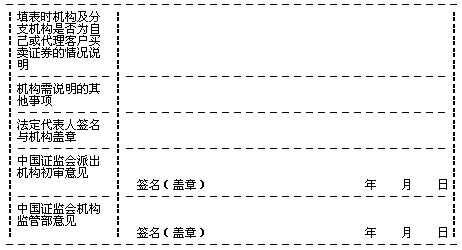 填表时机构及分
支机构是否为自
己或代理客户买
卖证券的情况说
明
机构需说明的其
他事项
法定代表人签名
与机构盖章
中国证监会派出
机构初审意见
签名(盖章) 年 月 日
中国证监会机构
监管部意见
签名(盖章) 年 月 日